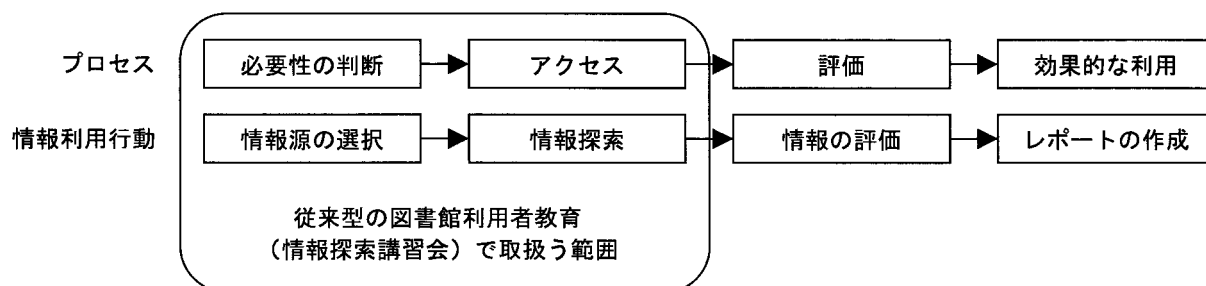 プロセス 必要性の判断 アクセス 評価 効果的な利用
情報利用行動 情報源の選択 情報探索 情報の評価 レポートの作成
従来型の図書館利用者教育
（情報探索講習会）で取扱う範囲